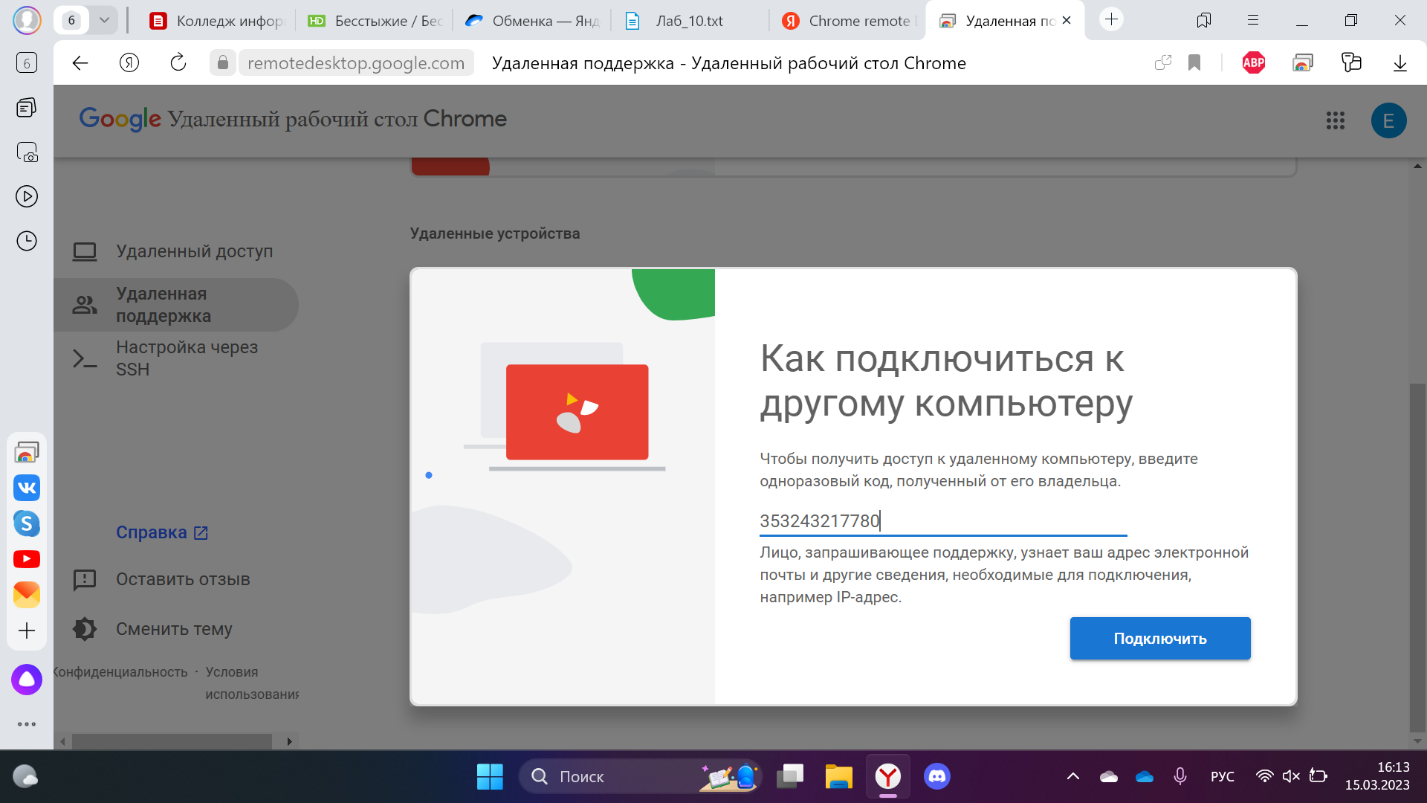 6
Колледж инфор
HD Бесстыжие / Бес
Обменка — Янд
Лаб_10.txt
Я Chrome remote
Удаленная по
6
Я
remotedesktop.google.com
Удаленная поддержка - Удаленный рабочий стол Chrome
ABP
Google Удаленный рабочий стол Chrome
E
Удаленный доступ
Удаленная
поддержка
Настройка через
SSH
Справка
Оставить отзыв
Сменить тему
Конфиденциальность · Условия
использования
Удаленные устройства
Как подключиться к
другому компьютеру
Чтобы получить доступ к удаленному компьютеру, введите
одноразовый код, полученный от его владельца.
353243217780
Лицо, запрашивающее поддержку, узнает ваш адрес электронной
почты и другие сведения, необходимые для подключения,
например IP-адрес.
Подключить
Поиск
РУС
16:13
15.03.2023